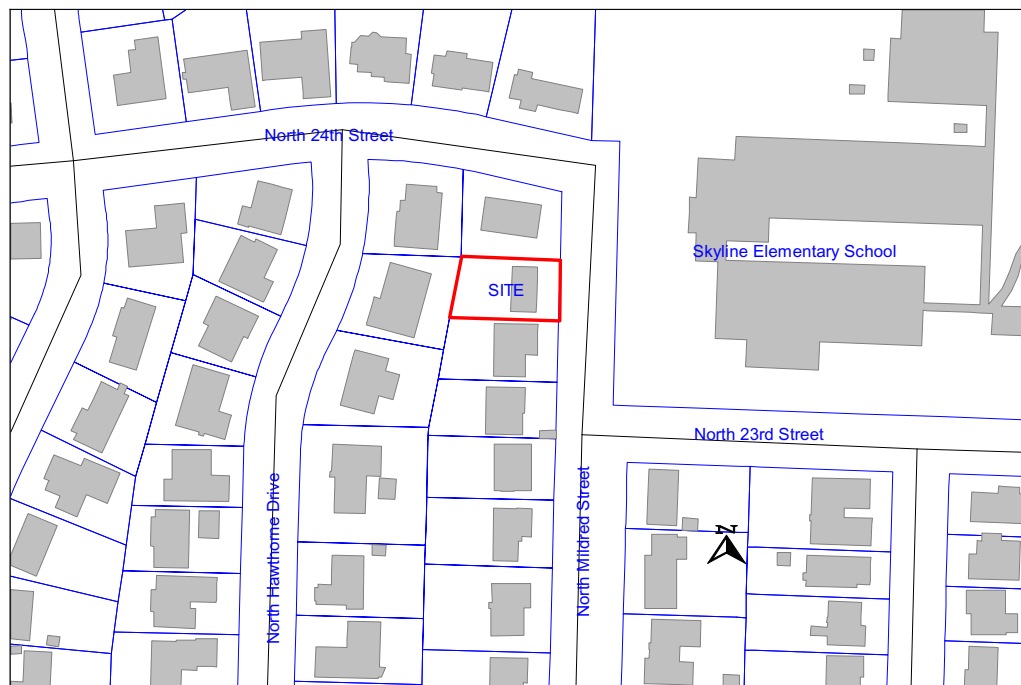 North 24th Street
Skyline Elementary School
SITE
North 23rd Street
North Hawthorne Drive
North Mildred Street
N